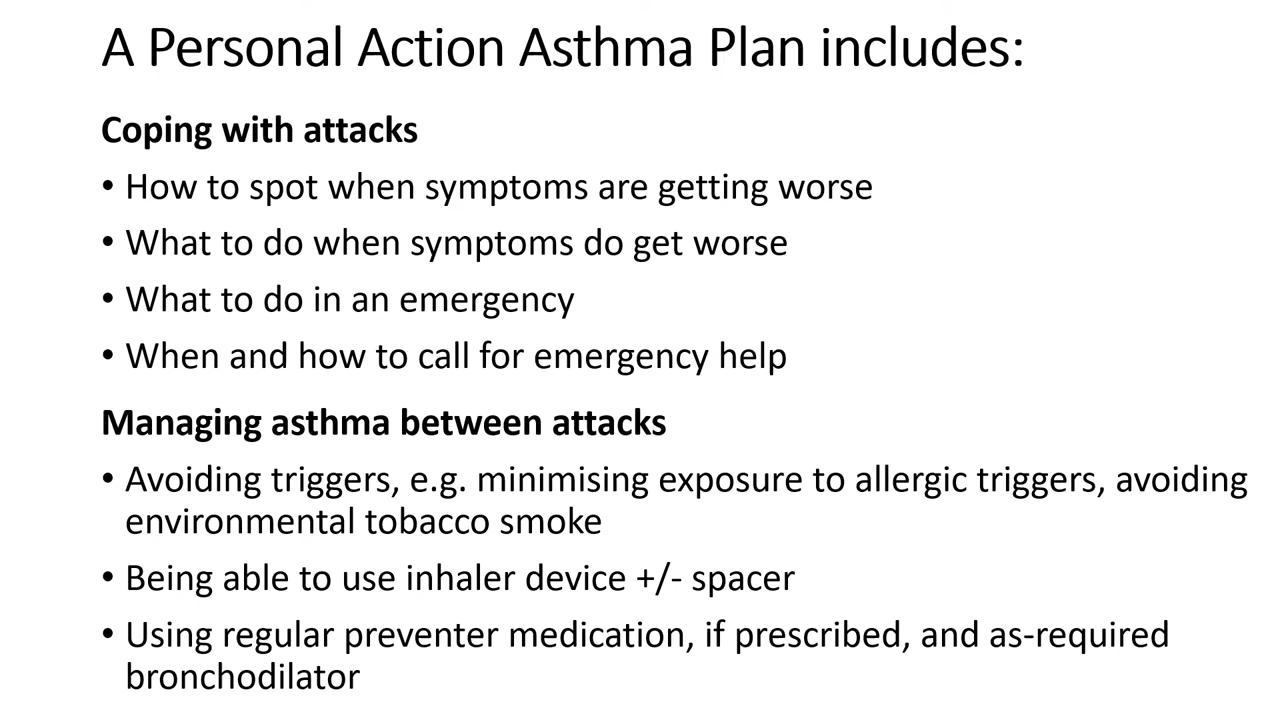 A Personal Action Asthma Plan includes:
Coping with attacks
• How to spot when symptoms are getting worse
• What to do when symptoms do get worse
• What to do in an emergency
• When and how to call for emergency help
Managing asthma between attacks
• Avoiding triggers, e.g. minimising exposure to allergic triggers, avoiding
environmental tobacco smoke
• Being able to use inhaler device +/- spacer
• Using regular preventer medication, if prescribed, and as-required
bronchodilator